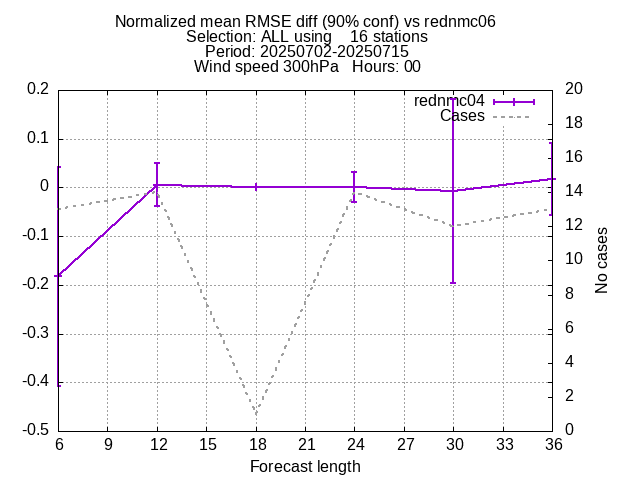 Normalized mean RMSE diff (90% conf) vs rednmc06
Selection: ALL using    16 stations
Period: 20250702-20250715
Wind speed 300hPa   Hours: 00
rednmc04
Cases
0.2
0.1
0
-0.1
-0.2
-0.3
-0.4
-0.5
20
18
16
14
12
10
8
6
4
2
0
No cases
6 9 12 15 18 21 24 27 30 33 36
Forecast length